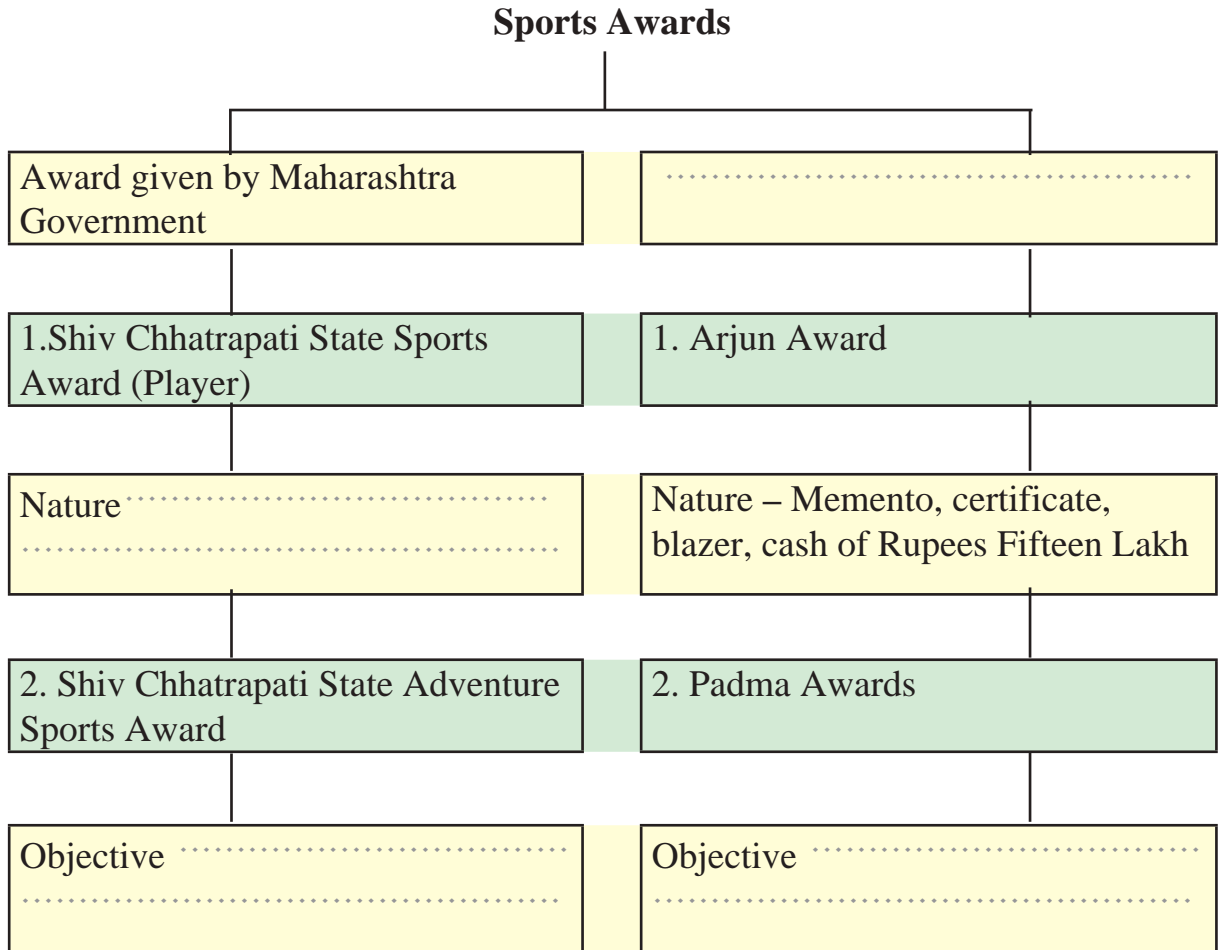 Sports Awards
Award given by Maharashtra
Government
1.Shiv Chhatrapati State Sports
Award (Player)
1. Arjun Award
Nature
Nature – Memento, certificate,
blazer, cash of Rupees Fifteen Lakh
2. Shiv Chhatrapati State Adventure
Sports Award
2. Padma Awards
Objective
Objective